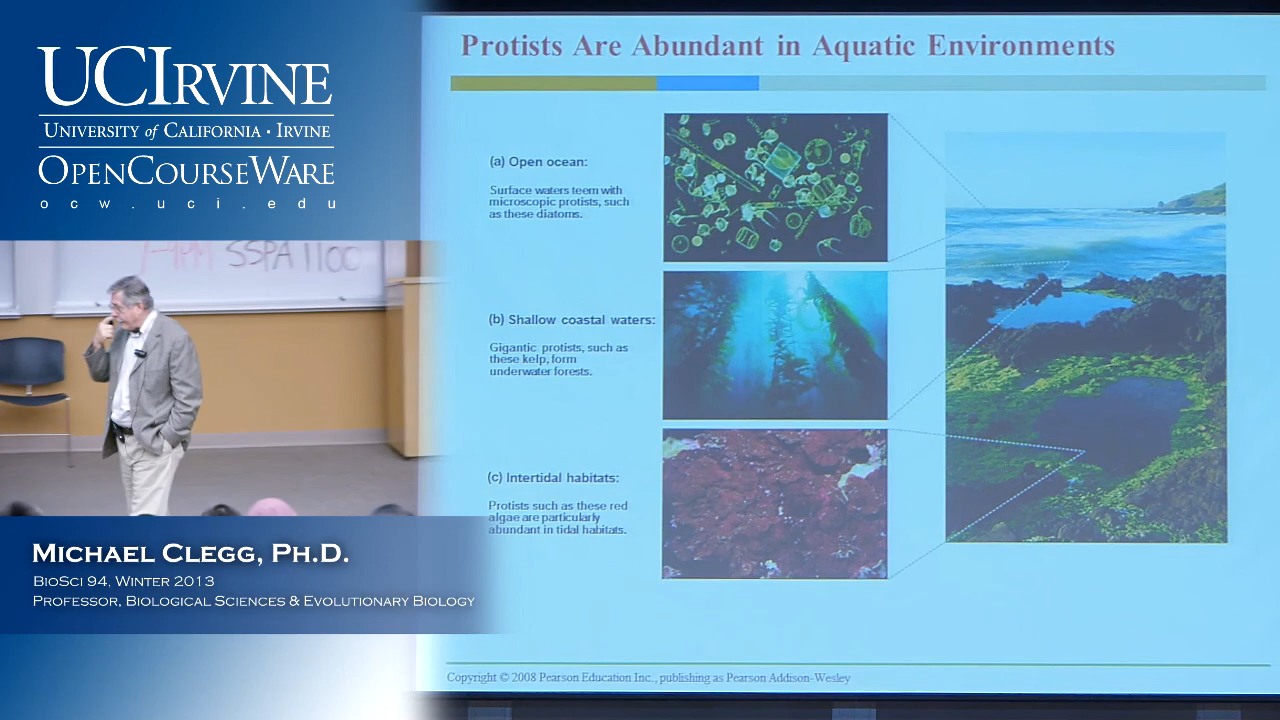 UCIRVINE
UNIVERSITY of CALIFORNIA · IRVINE
OPENCOURSEWARE
ocw.uci.edu
1-4PM SSPA 1100
MICHAEL CLEGG, PH.D.
BIOSCI 94, WINTER 2013
PROFESSOR, BIOLOGICAL SCIENCES & EVOLUTIONARY BIOLOGY
Protists Are Abundant in Aquatic Environments
(a) Open ocean:
Surface waters teem with
microscopic protists, such
as these diatoms.
(b) Shallow coastal waters:
Gigantic protists, such as
these kelp, form
underwater forests.
(c) Intertidal habitats:
Protists such as these red
algae are particularly
abundant in tidal habitats.
Copyright © 2008 Pearson Education Inc., publishing as Pearson Addison-Wesley